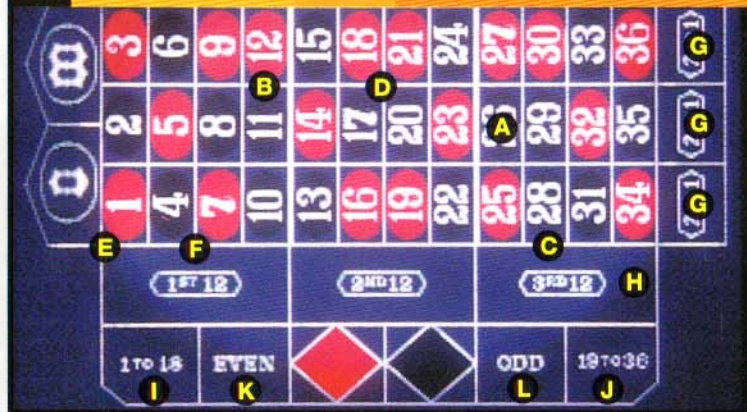 00 3 6 9 12 15 18 21 24 27 30 33 36 2 1 G
B D
2 5 8 11 14 17 20 23 26 A 29 32 35 2 1 G
0 1 4 7 10 13 16 19 22 25 28 31 34 2 1 G
E F C
1ST 12 2ND 12 3RD 12 H
1 TO 18 EVEN ODD 19 TO 36
I K L J